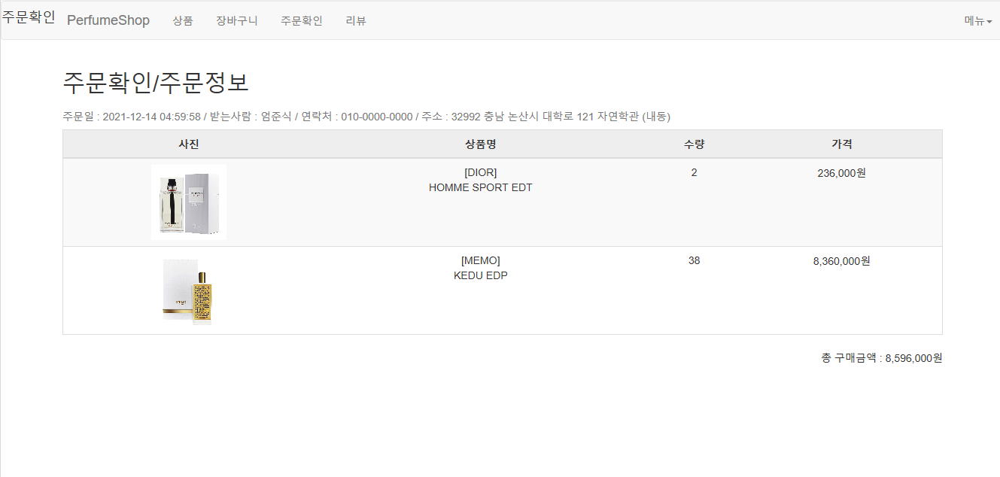 주문확인 PerfumeShop 상품 장바구니 주문확인 리뷰 메뉴
주문확인/주문정보
주문일 : 2021-12-14 04:59:58 / 받는사람 : 엄준식 / 연락처 : 010-0000-0000 / 주소 : 32992 충남 논산시 대학로 121 자연학관 (내동)
사진 상품명 수량 가격
[DIOR] 2 236,000원
HOMME SPORT EDT
[MEMO] 38 8,360,000원
KEDU EDP
총 구매금액 : 8,596,000원